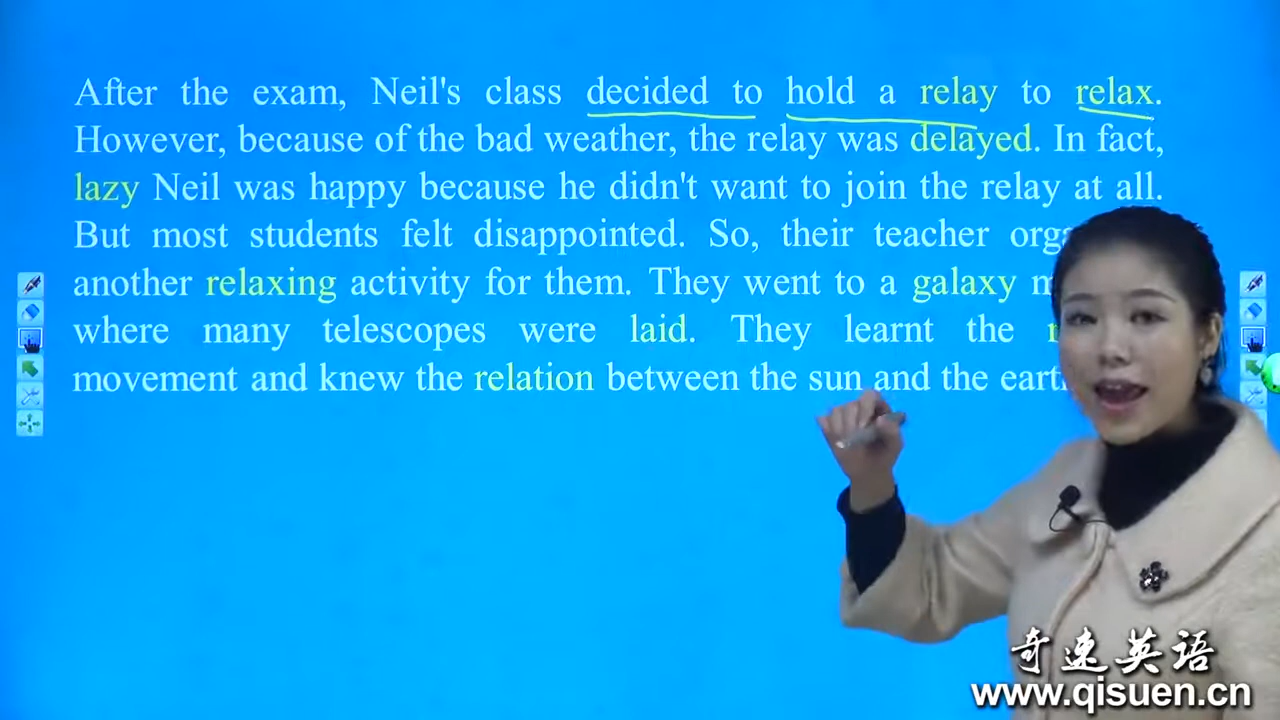 After the exam, Neil's class decided to hold a relay to relax.
However, because of the bad weather, the relay was delayed. In fact,
lazy Neil was happy because he didn't want to join the relay at all.
But most students felt disappointed. So, their teacher
another relaxing activity for them. They went to a galaxy
where many telescopes were laid. They learnt the
movement and knew the relation between the sun and the
奇速英语
www.qisuen.cn